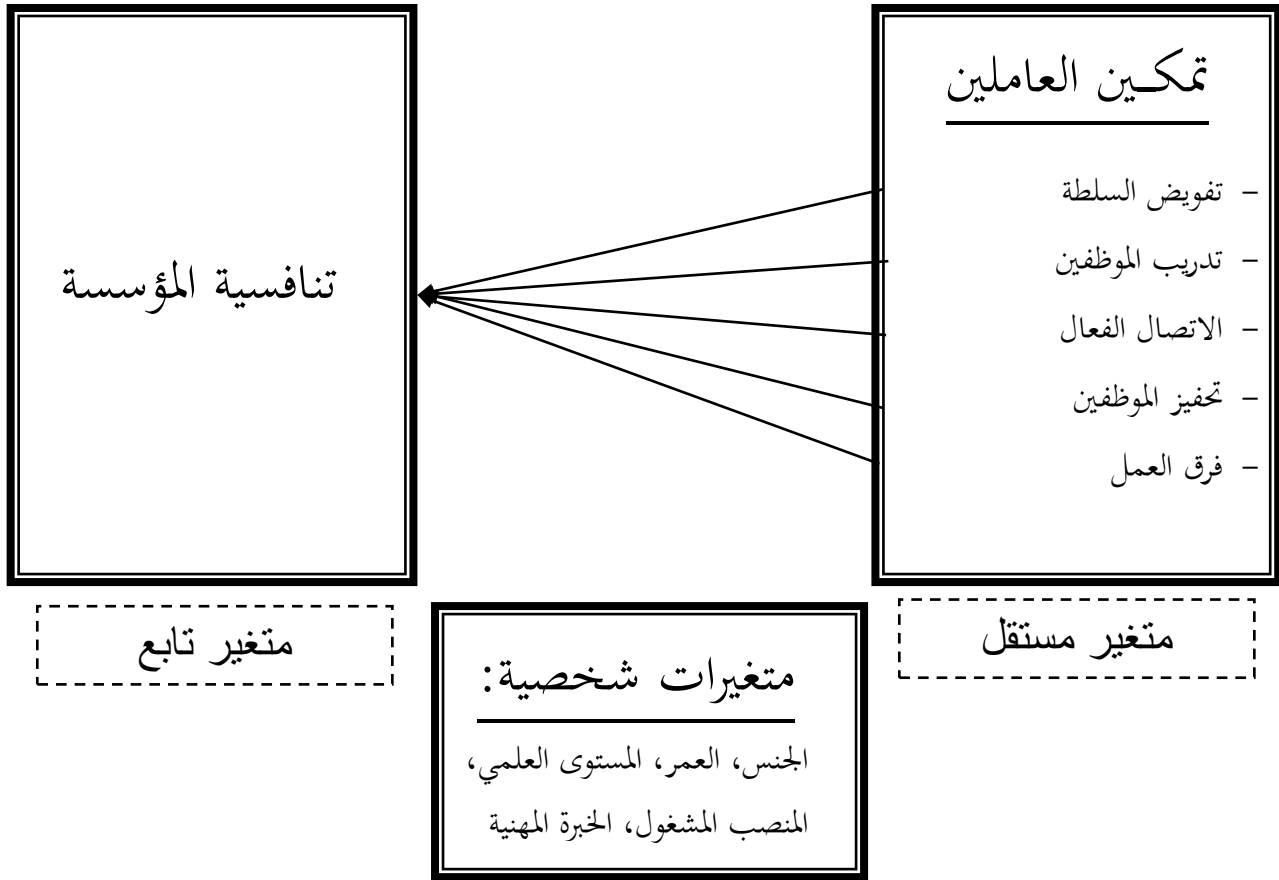 تمكين العاملين
- تفويض السلطة
- تدريب الموظفين
- الاتصال الفعال
- تحفيز الموظفين
- فرق العمل
تنافسية المؤسسة
متغير مستقل
متغير تابع
متغيرات شخصية:
الجنس، العمر، المستوى العلمي،
المنصب المشغول، الخبرة المهنية